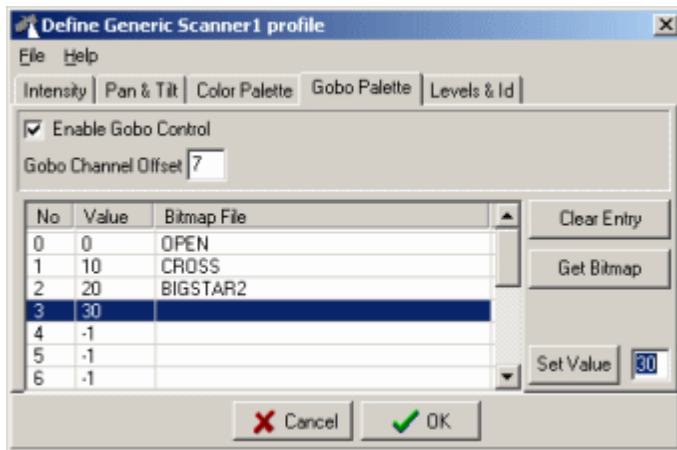 Define Generic Scanner1 profile
File Help
Intensity Pan & Tilt Color Palette Gobo Palette Levels & Id
Enable Gobo Control
Gobo Channel Offset 7
No Value Bitmap File Clear Entry
0 0 OPEN
1 10 CROSS Get Bitmap
2 20 BIGSTAR2
3 30
4 -1
5 -1 Set Value 30
6 -1
Cancel OK